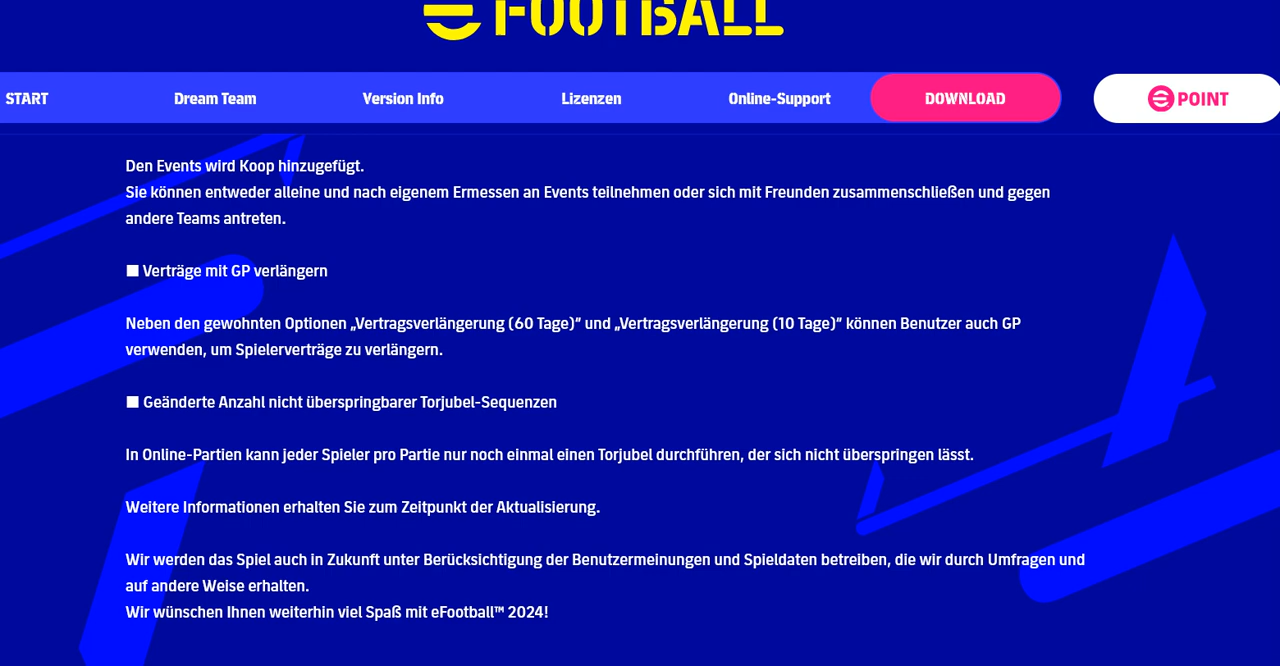 FOOTBALL
START
Dream Team
Version Info
Lizenzen
Online-Support
DOWNLOAD
POINT
Den Events wird Koop hinzugefügt.
Sie können entweder alleine und nach eigenem Ermessen an Events teilnehmen oder sich mit Freunden zusammenschließen und gegen
andere Teams antreten.
■ Verträge mit GP verlängern
Neben den gewohnten Optionen „Vertragsverlängerung (60 Tage)“ und „Vertragsverlängerung (10 Tage)“ können Benutzer auch GP
verwenden, um Spielerverträge zu verlängern.
■ Geänderte Anzahl nicht überspringbarer Torjubel-Sequenzen
In Online-Partien kann jeder Spieler pro Partie nur noch einmal einen Torjubel durchführen, der sich nicht überspringen lässt.
Weitere Informationen erhalten Sie zum Zeitpunkt der Aktualisierung.
Wir werden das Spiel auch in Zukunft unter Berücksichtigung der Benutzermeinungen und Spieldaten betreiben, die wir durch Umfragen und
auf andere Weise erhalten.
Wir wünschen Ihnen weiterhin viel Spaß mit eFootball™ 2024!